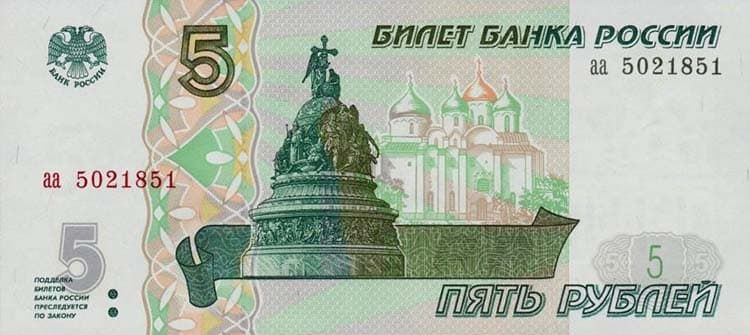 5
БИЛЕТ БАНКА РОССИИ
аа 5021851
БАНК РОССИИ
аа 5021851
5
5 5 5
ПОДДЕЛКА
БИЛЕТОВ
БАНКА РОССИИ
ПРЕСЛЕДУЕТСЯ
ПО ЗАКОНУ
ПЯТЬ РУБЛЕЙ